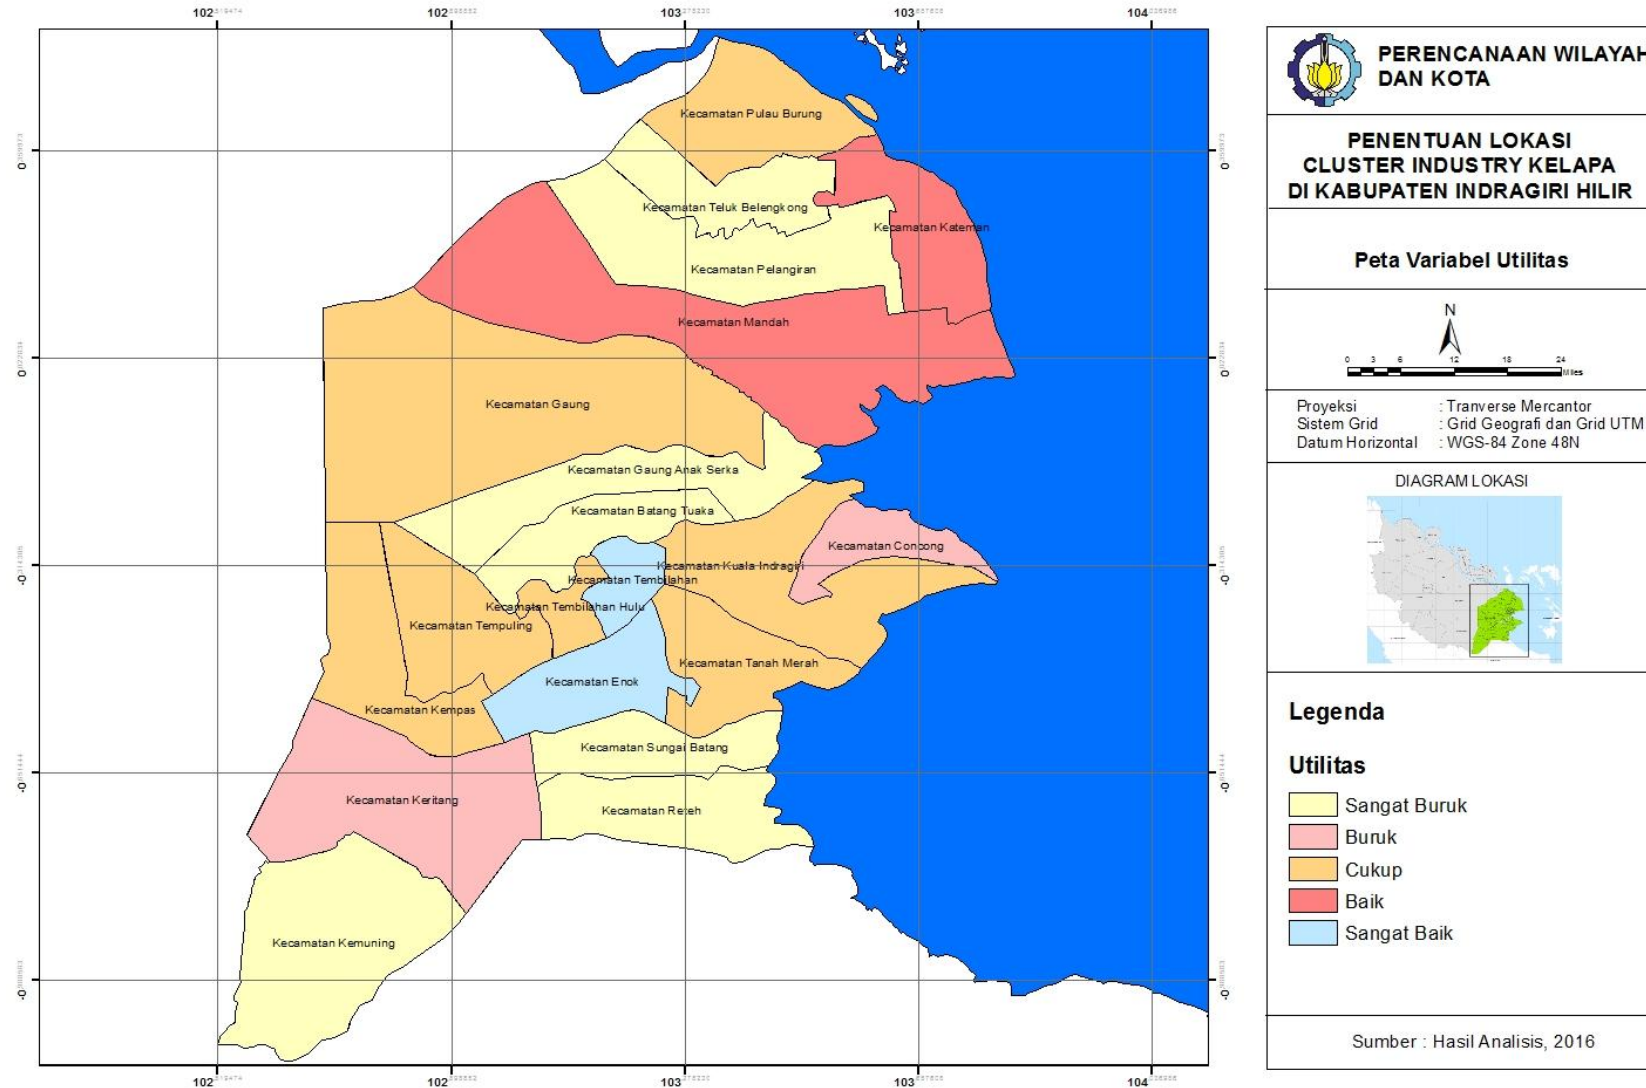 102 102 103 103 104
PERENCANAAN WILAYAH
DAN KOTA
PENENTUAN LOKASI
CLUSTER INDUSTRY KELAPA
DI KABUPATEN INDRAGIRI HILIR
Peta Variabel Utilitas
N
0 3 6 12 18 24
Miles
Proyeksi : Tranverse Mercantor
Sistem Grid : Grid Geografi dan Grid UTM
Datum Horizontal : WGS-84 Zone 48N
DIAGRAM LOKASI
Legenda
Utilitas
Sangat Buruk
Buruk
Cukup
Baik
Sangat Baik
Sumber : Hasil Analisis, 2016
Kecamatan Pulau Burung
Kecamatan Teluk Belengkong
Kecamatan Kateman
Kecamatan Pelangiran
Kecamatan Mandah
Kecamatan Gaung
Kecamatan Gaung Anak Serka
Kecamatan Batang Tuaka
Kecamatan Concong
Kecamatan Kuala Indragiri
Kecamatan Tembilahan
Kecamatan Tembilahan Hulu
Kecamatan Tempuling
Kecamatan Tanah Merah
Kecamatan Enok
Kecamatan Kempas
Kecamatan Sungai Batang
Kecamatan Keritang
Kecamatan Reteh
Kecamatan Kemuning
102 102 103 103 104